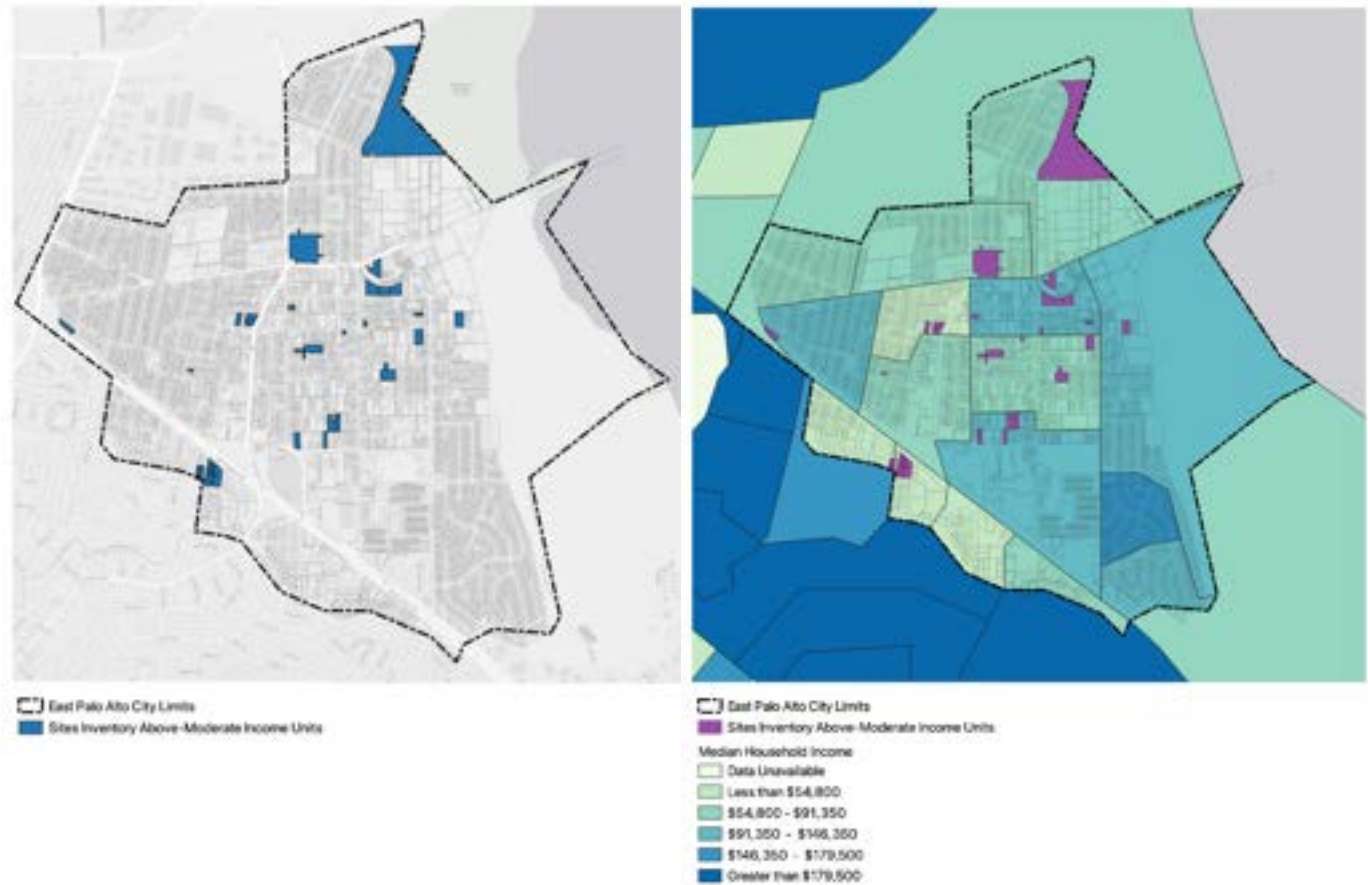 East Palo Alto City Limits
Sites Inventory Above-Moderate Income Units
East Palo Alto City Limits
Sites Inventory Above-Moderate Income Units
Median Household Income
Data Unavailable
Less than $54,800
$54,800 - $91,350
$91,350 - $146,350
$146,350 - $179,500
Greater than $179,500